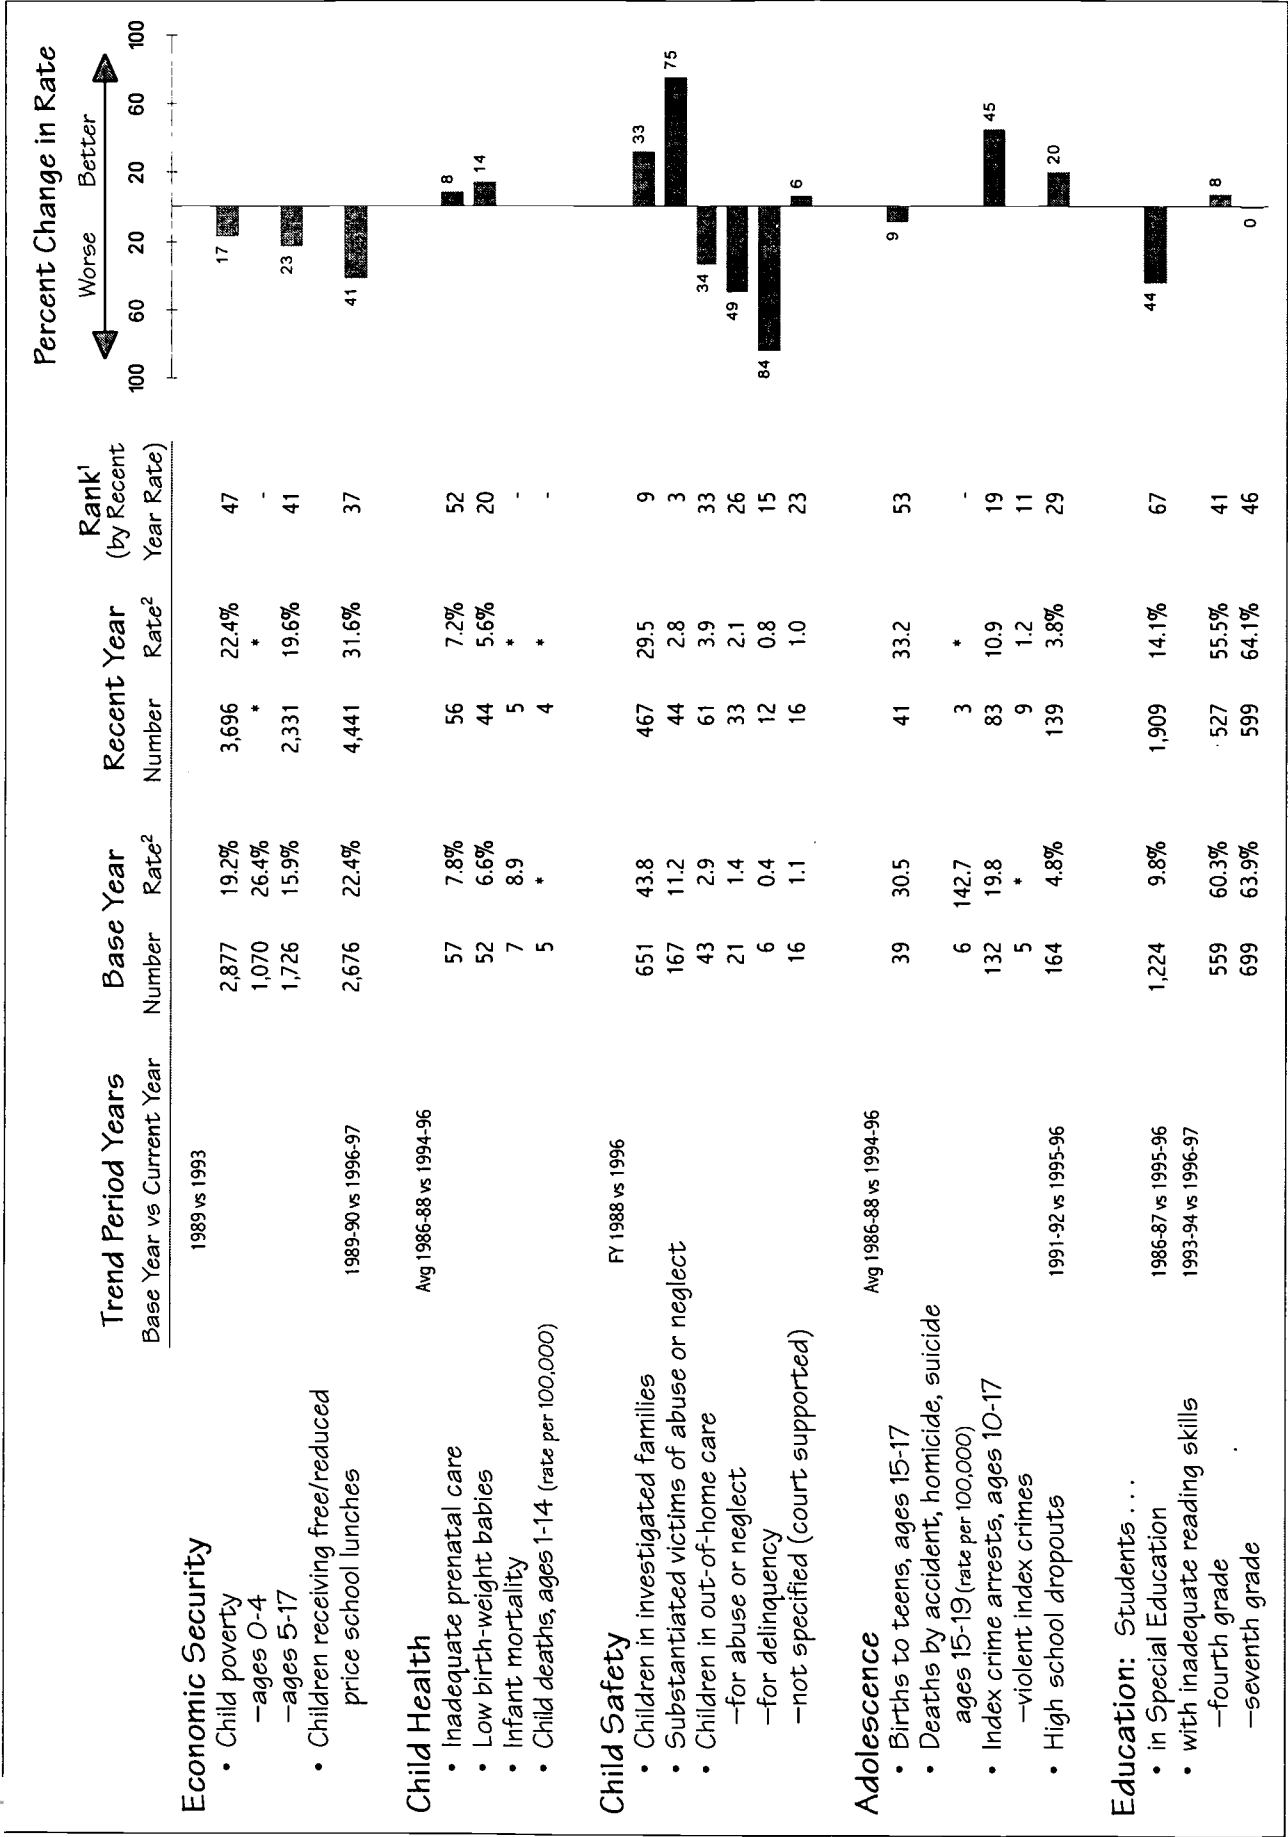 Trend Period Years Base Year Recent Year Rank¹ Percent Change in Rate
Base Year vs Current Year Number Rate² Number Rate² (by Recent Year Rate) Worse Better
100 60 20 20 60 100
Economic Security 1989 vs 1993
• Child poverty 2,877 19.2% 3,696 22.4% 47 17
–ages 0-4 1,070 26.4% * * -
–ages 5-17 1,726 15.9% 2,331 19.6% 41 23
• Children receiving free/reduced
price school lunches 1989-90 vs 1996-97 2,676 22.4% 4,441 31.6% 37 41
Child Health Avg 1986-88 vs 1994-96
• Inadequate prenatal care 57 7.8% 56 7.2% 52 8
• Low birth-weight babies 52 6.6% 44 5.6% 20 14
• Infant mortality 7 8.9 5 * -
• Child deaths, ages 1-14 (rate per 100,000) 5 * 4 * -
Child Safety FY 1988 vs 1996
• Children in investigated families 651 43.8 467 29.5 9 33
• Substantiated victims of abuse or neglect 167 11.2 44 2.8 3 75
• Children in out-of-home care 43 2.9 61 3.9 33 34
–for abuse or neglect 21 1.4 33 2.1 26 49
–for delinquency 6 0.4 12 0.8 15 84
–not specified (court supported) 16 1.1 16 1.0 23 6
Adolescence Avg 1986-88 vs 1994-96
• Births to teens, ages 15-17 39 30.5 41 33.2 53 9
• Deaths by accident, homicide, suicide
ages 15-19 (rate per 100,000) 6 142.7 3 * -
• Index crime arrests, ages 10-17 132 19.8 83 10.9 19 45
–violent index crimes 5 * 9 1.2 11
• High school dropouts 1991-92 vs 1995-96 164 4.8% 139 3.8% 29 20
Education: Students ....
• in Special Education 1986-87 vs 1995-96 1,224 9.8% 1,909 14.1% 67 44
• with inadequate reading skills 1993-94 vs 1996-97
–fourth grade 559 60.3% 527 55.5% 41 8
–seventh grade 699 63.9% 599 64.1% 46 0